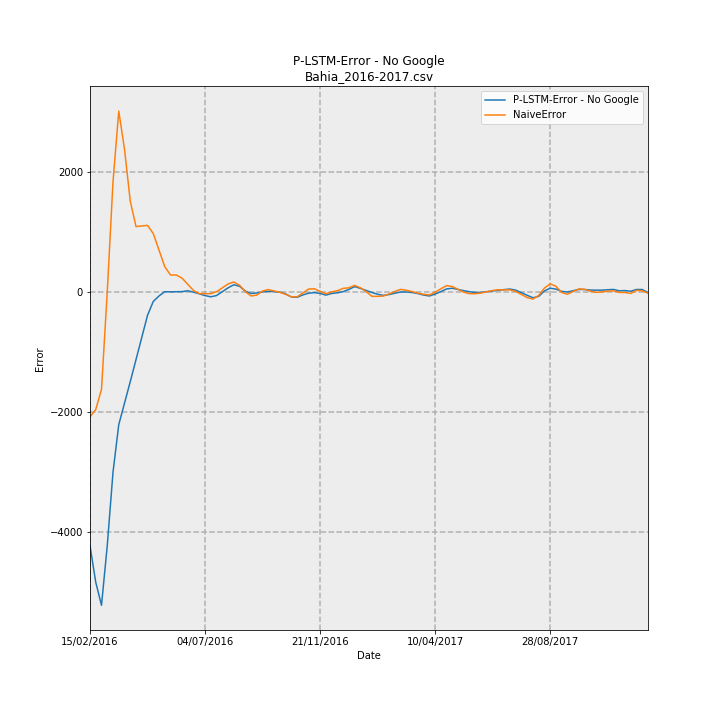 P-LSTM-Error - No Google
Bahia_2016-2017.csv
P-LSTM-Error - No Google
NaiveError
Error
2000
0
−2000
−4000
15/02/2016
04/07/2016
21/11/2016
10/04/2017
28/08/2017
Date